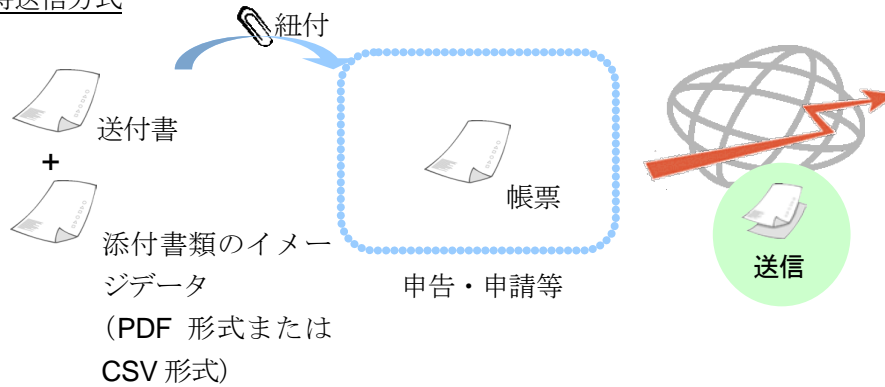 送信方式
紐付
送付書
+
添付書類のイメー
ジデータ
（PDF 形式または
CSV 形式）
帳票
申告・申請等
送信